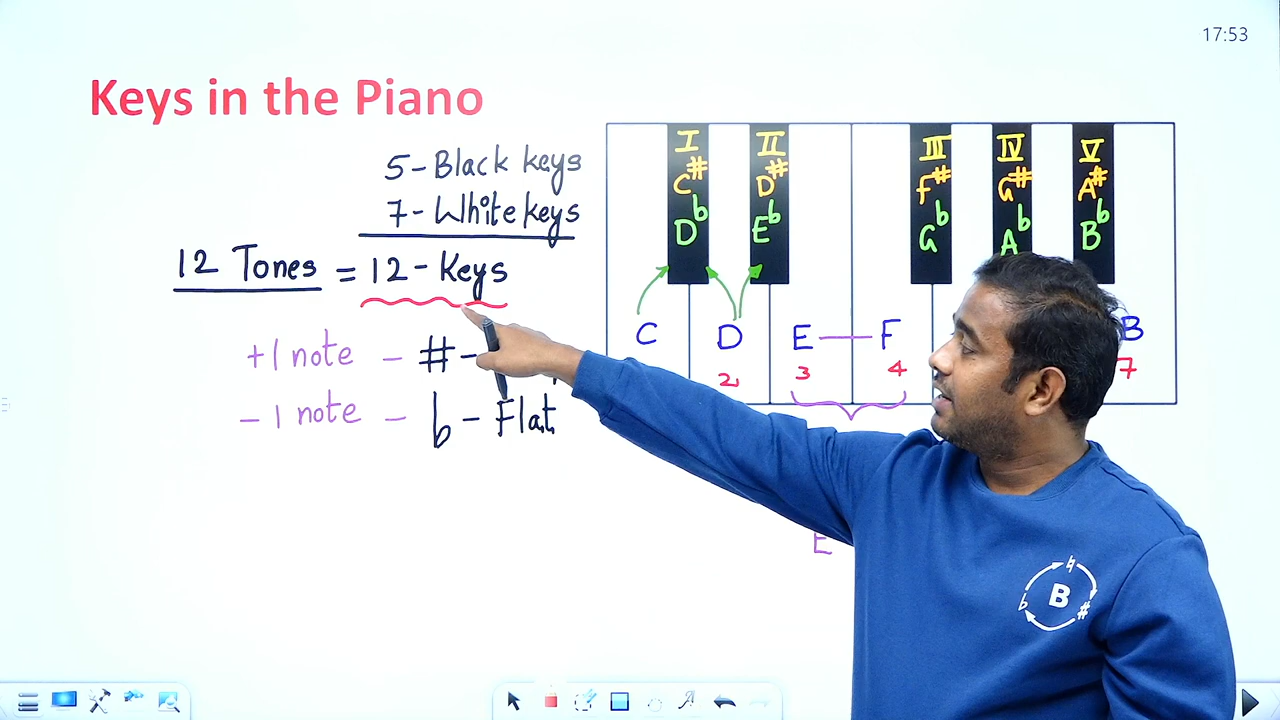 17:53
Keys in the Piano
5 - Black keys
7 - White keys
12 Tones = 12 - Keys
+1 note - # -
- 1 note - b - Flat
I II III IV V
C# D# F# G# A#
Db Eb Gb Ab Bb
C D E — F B
2 3 4 7
E
B
b ♮ #